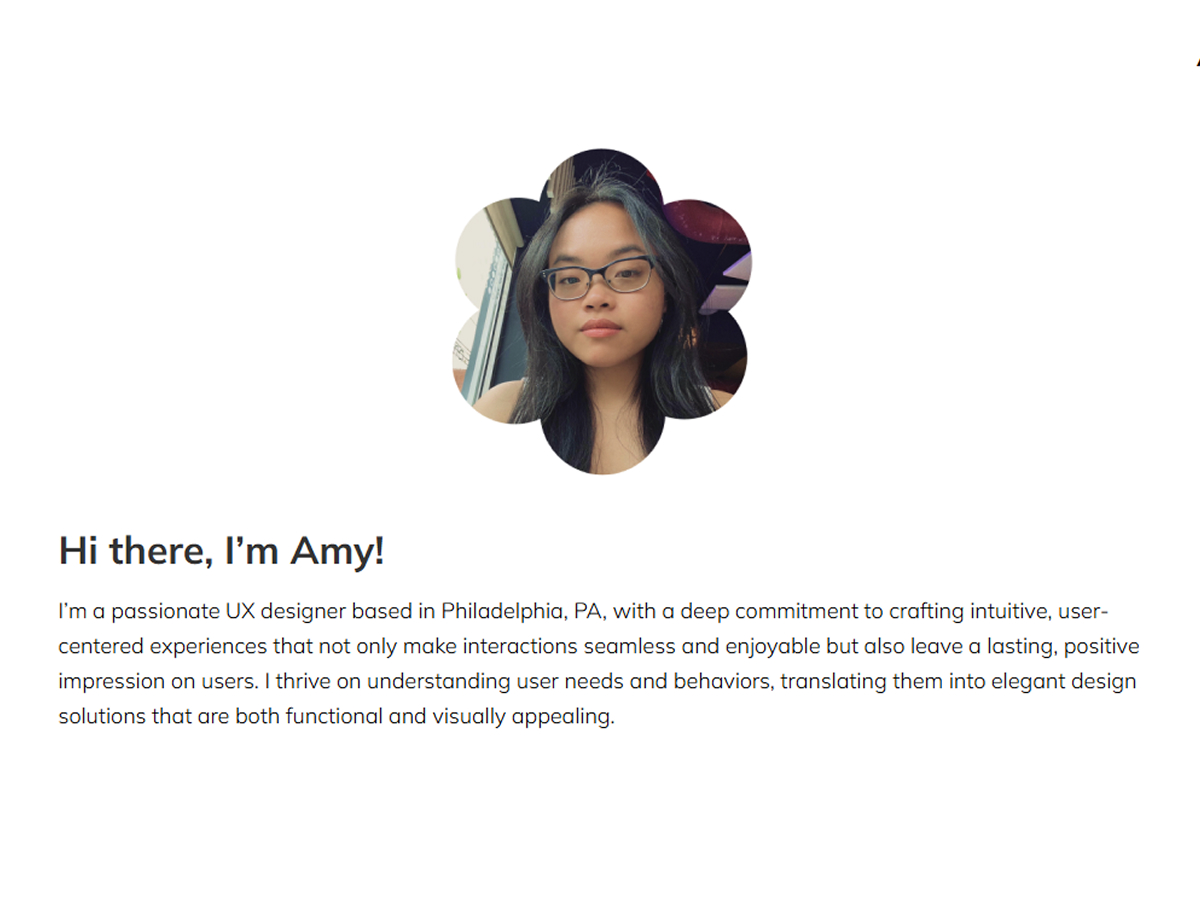 Hi there, I’m Amy!
I’m a passionate UX designer based in Philadelphia, PA, with a deep commitment to crafting intuitive, user-
centered experiences that not only make interactions seamless and enjoyable but also leave a lasting, positive
impression on users. I thrive on understanding user needs and behaviors, translating them into elegant design
solutions that are both functional and visually appealing.